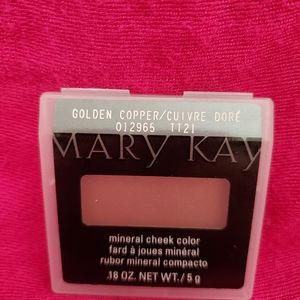 GOLDEN COPPER/CUIVRE DORÉ
012965 TT21
MARY KAY
mineral cheek color
fard à joues minéral
rubor mineral compacto
.18 OZ. NET WT./5 g